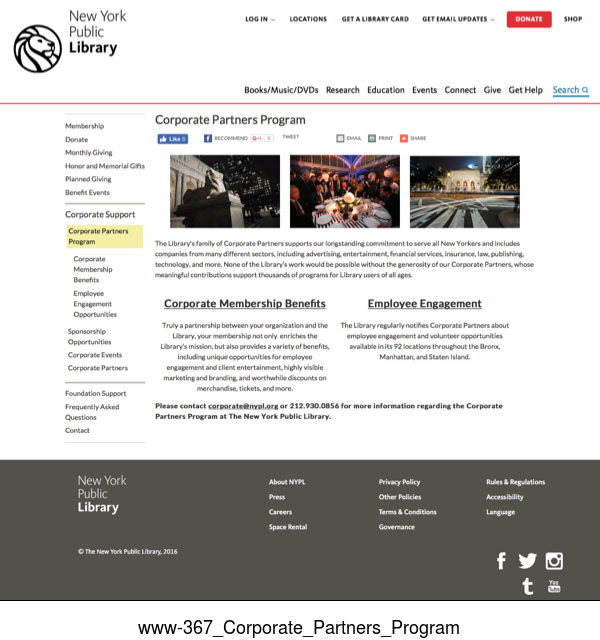 New York
Public
Library
LOG IN
LOCATIONS
GET A LIBRARY CARD
GET EMAIL UPDATES
DONATE
SHOP
Books/Music/DVDs
Research
Education
Events
Connect
Give
Get Help
Search
Membership
Donate
Monthly Giving
Honor and Memorial Gifts
Planned Giving
Benefit Events
Corporate Support
Corporate Partners
Program
Corporate
Membership
Benefits
Employee
Engagement
Opportunities
Sponsorship
Opportunities
Corporate Events
Corporate Partners
Foundation Support
Frequently Asked
Questions
Contact
Corporate Partners Program
Like 0
RECOMMEND
G+1 0
TWEET
EMAIL
PRINT
SHARE
The Library's family of Corporate Partners supports our longstanding commitment to serve all New Yorkers and includes
companies from many different sectors, including advertising, entertainment, financial services, insurance, law, publishing,
technology, and more. None of the Library's work would be possible without the generosity of our Corporate Partners, whose
meaningful contributions support thousands of programs for Library users of all ages.
Corporate Membership Benefits
Truly a partnership between your organization and the
Library, your membership not only enriches the
Library's mission, but also provides a variety of benefits,
including unique opportunities for employee
engagement and client entertainment, highly visible
marketing and branding, and worthwhile discounts on
merchandise, tickets, and more.
Employee Engagement
The Library regularly notifies Corporate Partners about
employee engagement and volunteer opportunities
available in its 92 locations throughout the Bronx,
Manhattan, and Staten Island.
Please contact corporate@nypl.org or 212.930.0856 for more information regarding the Corporate
Partners Program at The New York Public Library.
New York
Public
Library
About NYPL
Press
Careers
Space Rental
Privacy Policy
Other Policies
Terms & Conditions
Governance
Rules & Regulations
Accessibility
Language
© The New York Public Library, 2016
You
Tube
www-367_Corporate_Partners_Program